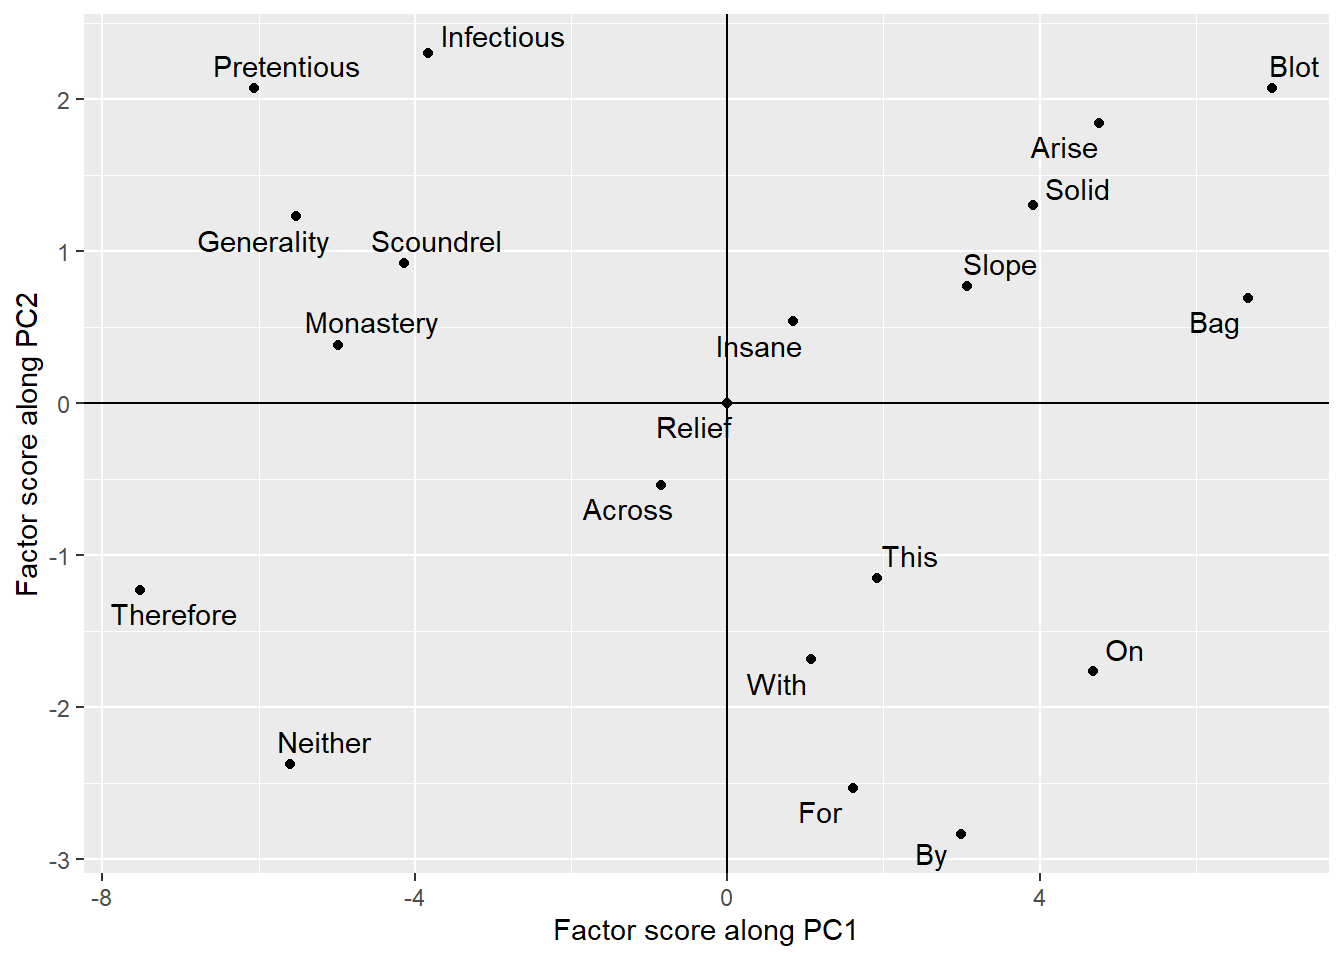 Infectious
Pretentious
Blot
2
Arise
Solid
Generality
Scoundrel
1
Slope
Monastery
Bag
Insane
0
Relief
Across
Factor score along PC2
-1
This
Therefore
On
With
-2
Neither
For
By
-3
-8 -4 0 4
Factor score along PC1